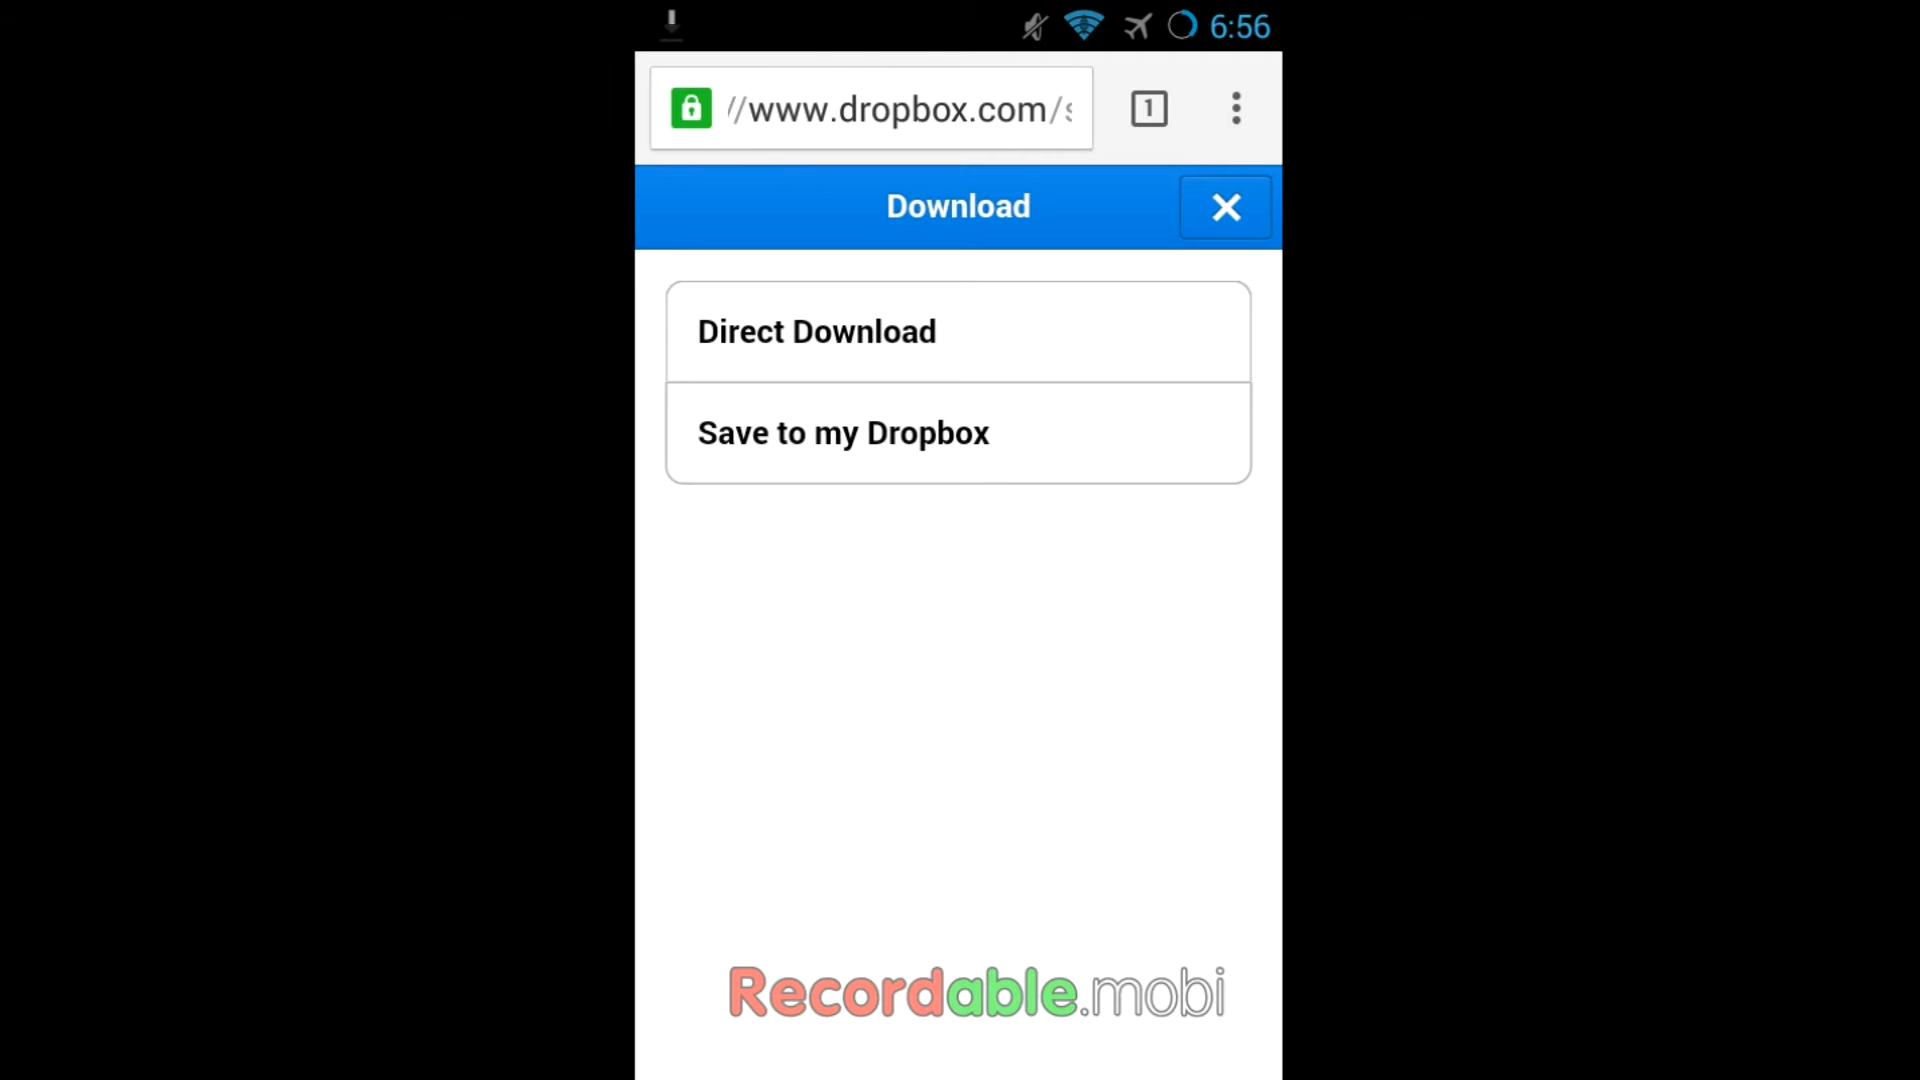 6:56
//www.dropbox.com/s
1
Download
Direct Download
Save to my Dropbox
Recordable.mobi